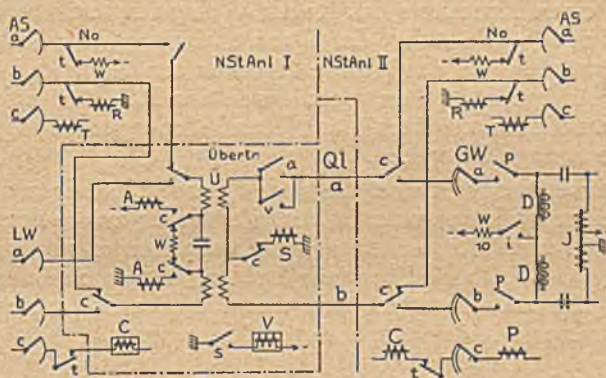 AS No NStAnl I NStAnl II No AS
a t W t W a
b t R R t b
c T T c
Übertr
Ü a Ql c GW a p
A v a D
LW c W W 10 i J
a c S
A D
b c b c b p
c C V C c P
t s t